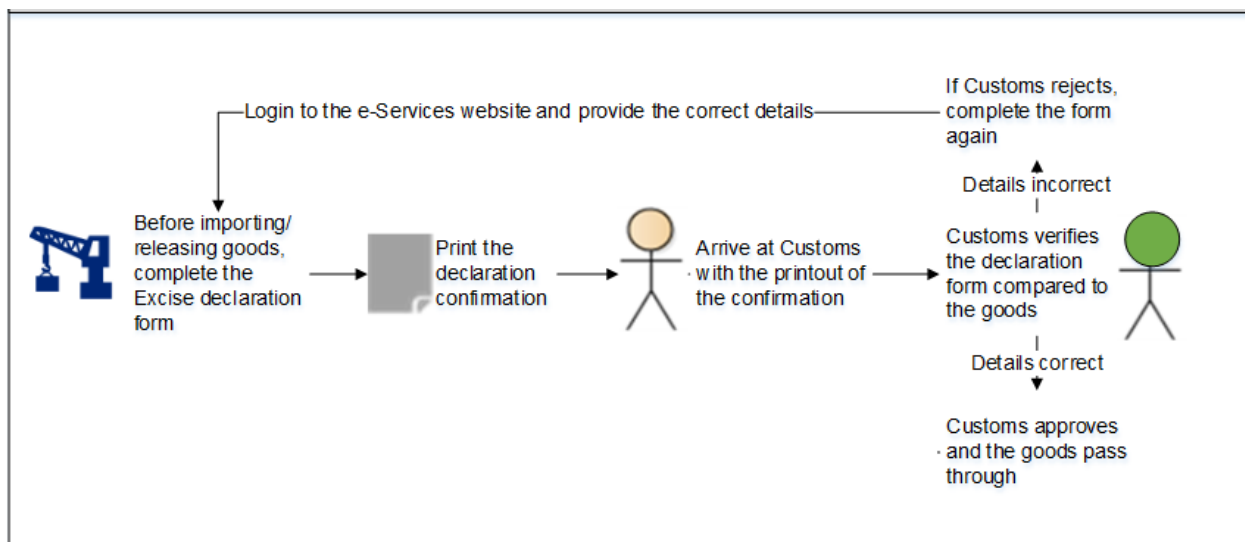 If Customs rejects,
complete the form
again
Login to the e-Services website and provide the correct details
Details incorrect
Before importing/
releasing goods,
complete the
Excise declaration
form
Print the
declaration
confirmation
Arrive at Customs
with the printout of
the confirmation
Customs verifies
the declaration
form compared to
the goods
Details correct
Customs approves
and the goods pass
through